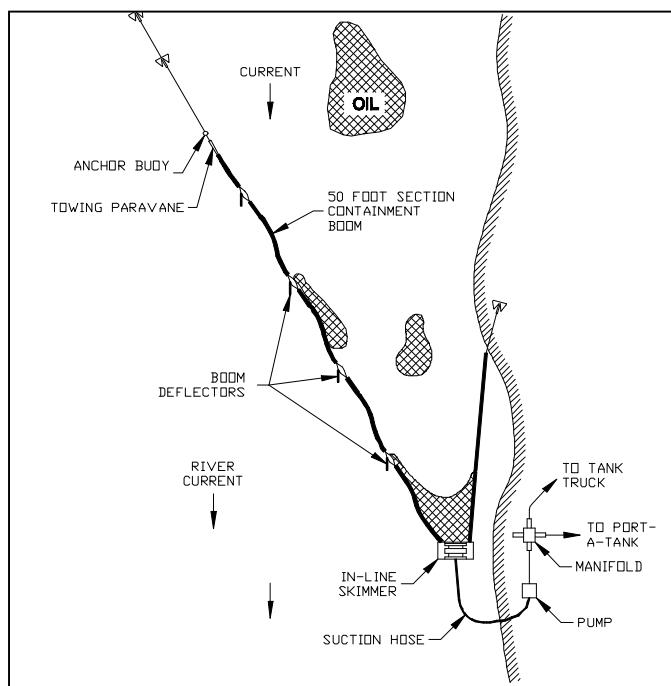 CURRENT
OIL
ANCHOR BUOY
TOWING PARAVANE
50 FOOT SECTION
CONTAINMENT
BOOM
BOOM
DEFLECTORS
RIVER
CURRENT
TO TANK
TRUCK
TO PORT-
A-TANK
MANIFOLD
IN-LINE
SKIMMER
SUCTION HOSE
PUMP